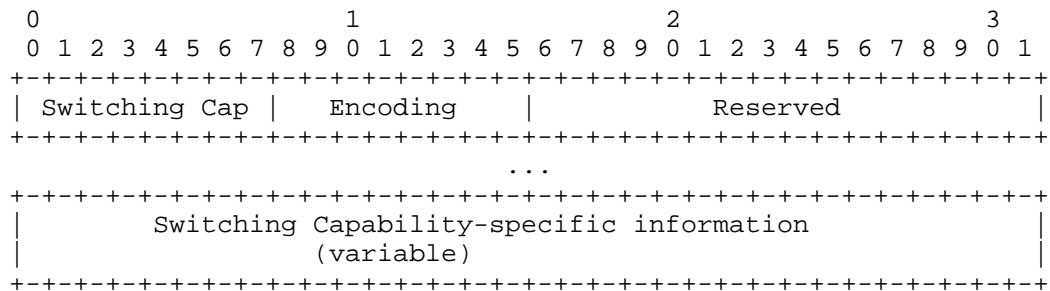 0                   1                   2                   3
 0 1 2 3 4 5 6 7 8 9 0 1 2 3 4 5 6 7 8 9 0 1 2 3 4 5 6 7 8 9 0 1
+-+-+-+-+-+-+-+-+-+-+-+-+-+-+-+-+-+-+-+-+-+-+-+-+-+-+-+-+-+-+-+-+
| Switching Cap |   Encoding    |           Reserved            |
+-+-+-+-+-+-+-+-+-+-+-+-+-+-+-+-+-+-+-+-+-+-+-+-+-+-+-+-+-+-+-+-+
                               ...
+-+-+-+-+-+-+-+-+-+-+-+-+-+-+-+-+-+-+-+-+-+-+-+-+-+-+-+-+-+-+-+-+
|        Switching Capability-specific information              |
|                  (variable)                                   |
+-+-+-+-+-+-+-+-+-+-+-+-+-+-+-+-+-+-+-+-+-+-+-+-+-+-+-+-+-+-+-+-+